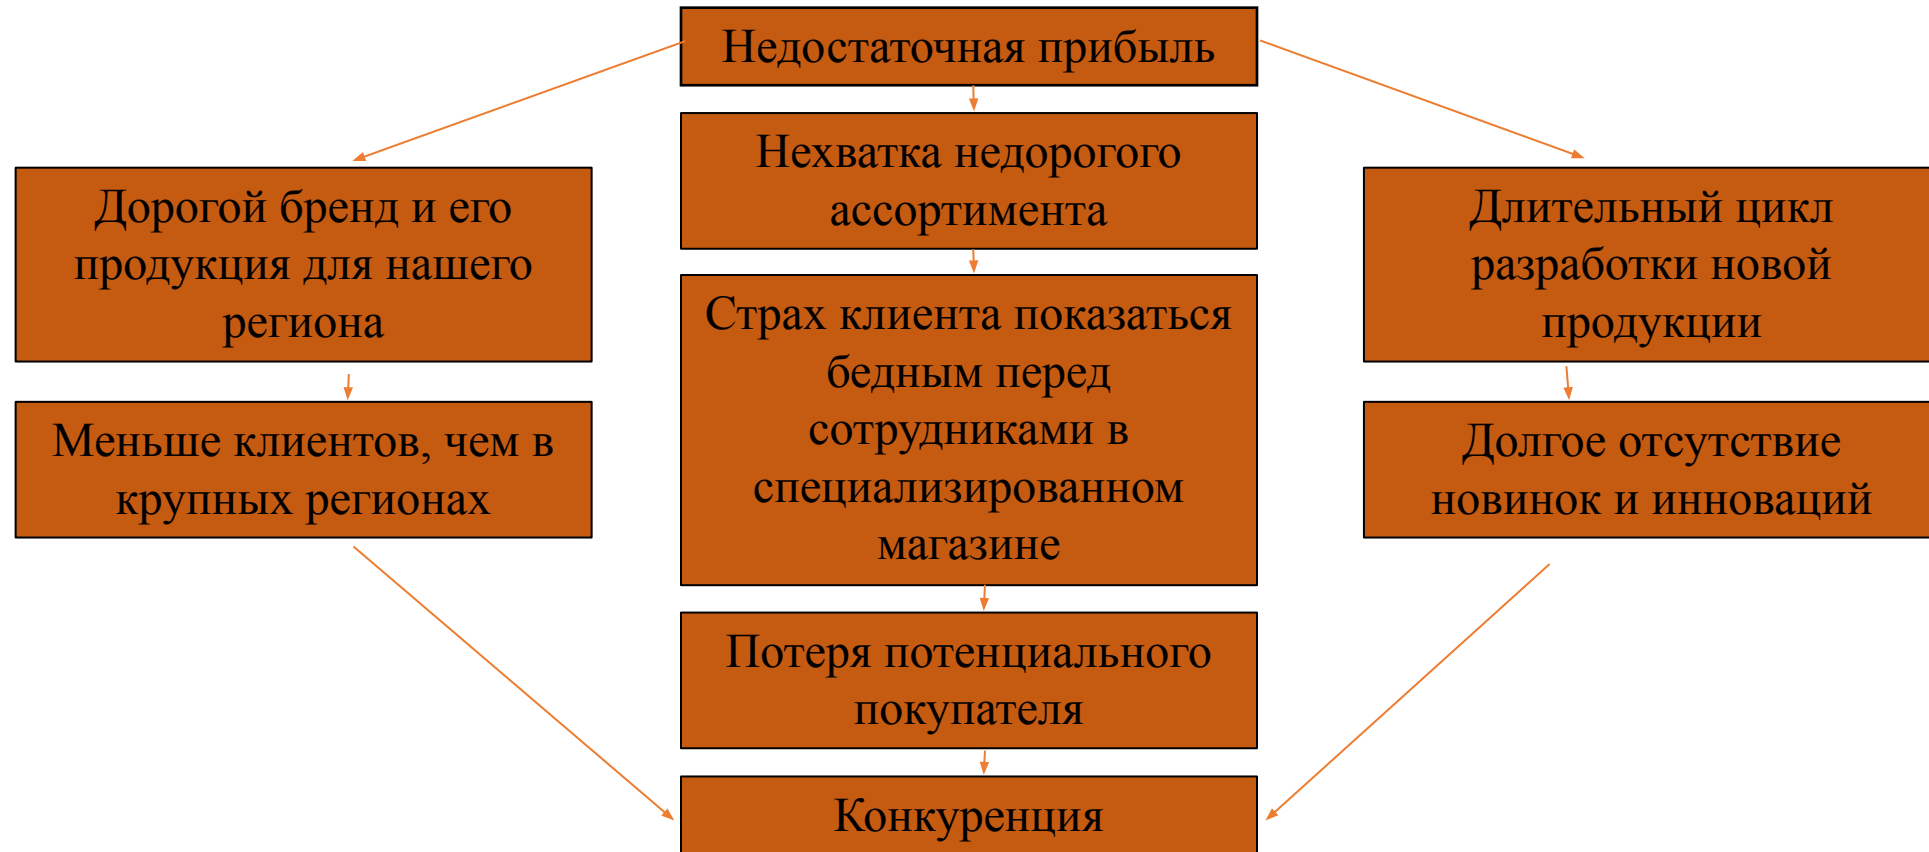 Недостаточная прибыль
Нехватка недорогого
ассортимента
Дорогой бренд и его
продукция для нашего
региона
Длительный цикл
разработки новой
продукции
Страх клиента показаться
бедным перед
сотрудниками в
специализированном
магазине
Меньше клиентов, чем в
крупных регионах
Долгое отсутствие
новинок и инноваций
Потеря потенциального
покупателя
Конкуренция